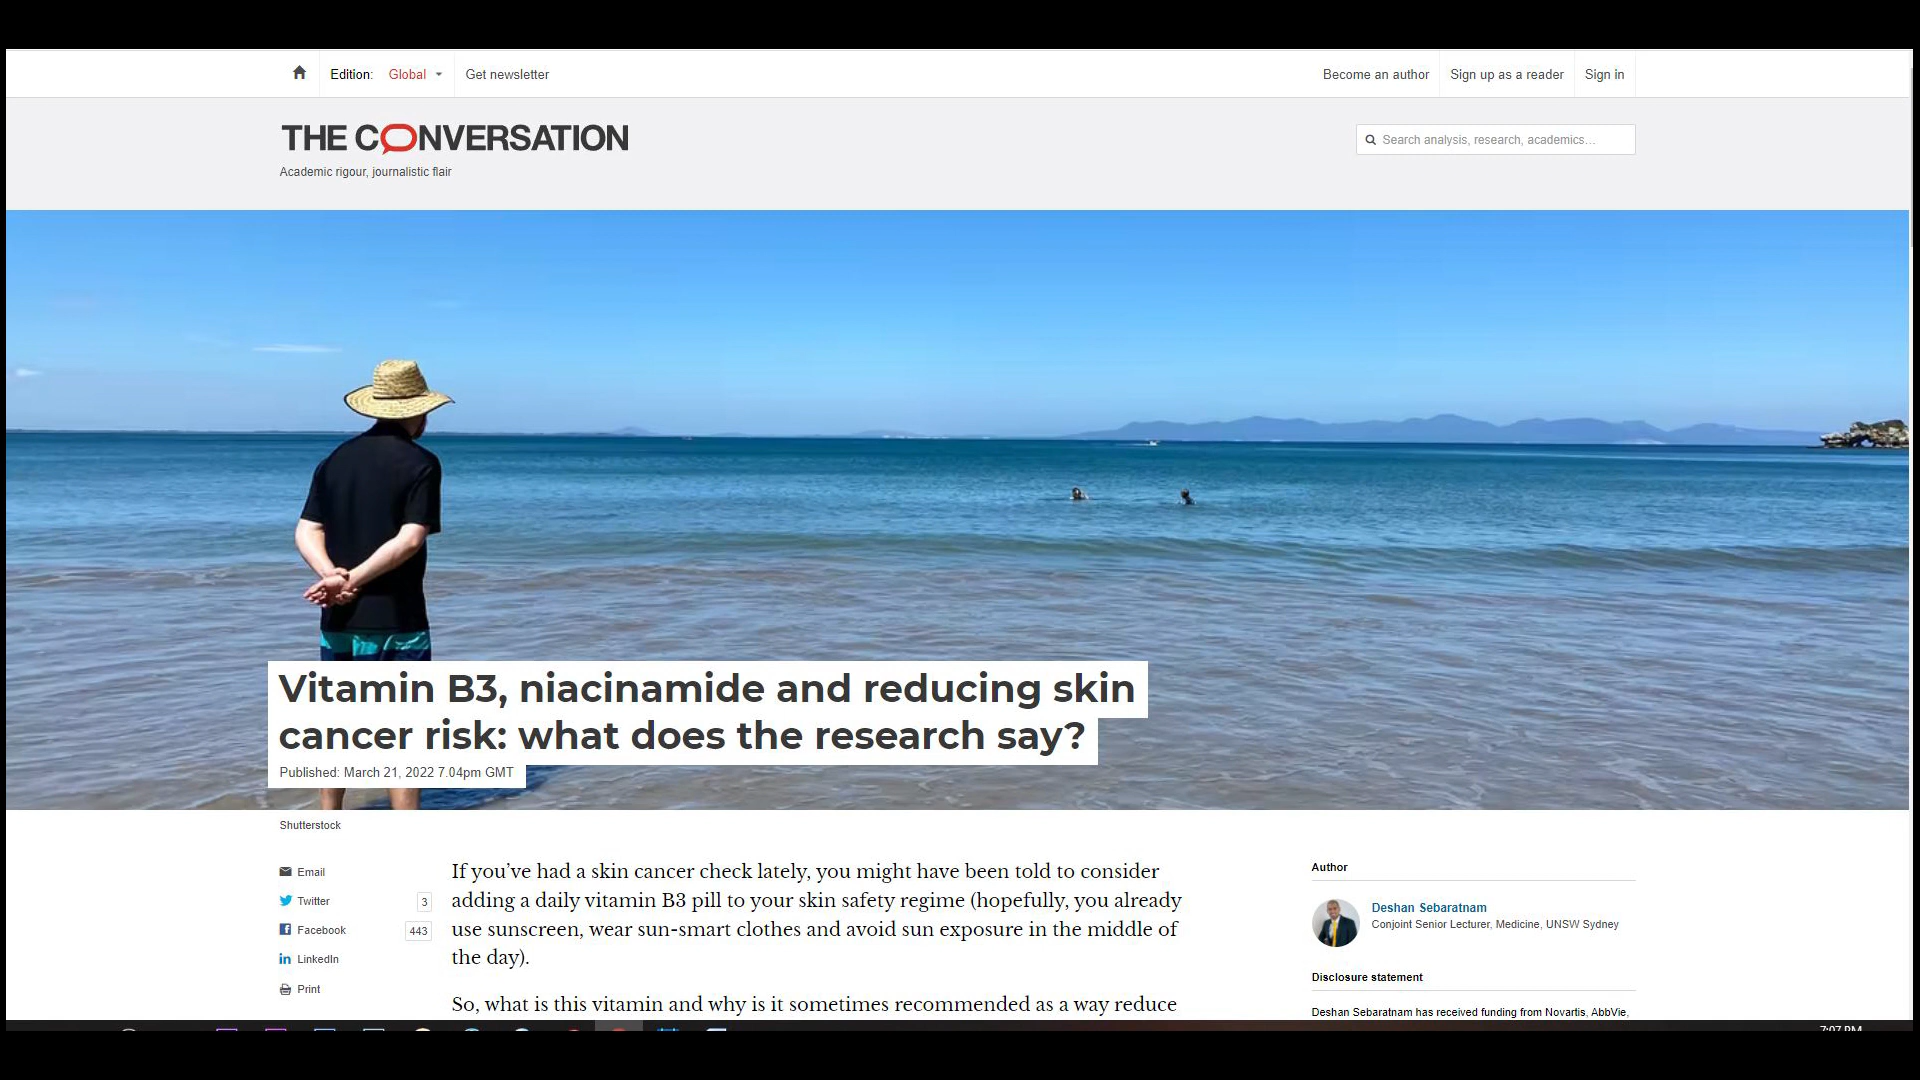 Edition: Global Get newsletter Become an author Sign up as a reader Sign in
THE CONVERSATION
Search analysis, research, academics...
Academic rigour, journalistic flair
Vitamin B3, niacinamide and reducing skin
cancer risk: what does the research say?
Published: March 21, 2022 7.04pm GMT
Shutterstock
Email
Twitter 3
Facebook 443
LinkedIn
Print
If you’ve had a skin cancer check lately, you might have been told to consider
adding a daily vitamin B3 pill to your skin safety regime (hopefully, you already
use sunscreen, wear sun-smart clothes and avoid sun exposure in the middle of
the day).
So, what is this vitamin and why is it sometimes recommended as a way reduce
Author
Deshan Sebaratnam
Conjoint Senior Lecturer, Medicine, UNSW Sydney
Disclosure statement
Deshan Sebaratnam has received funding from Novartis, AbbVie,
7:07 PM